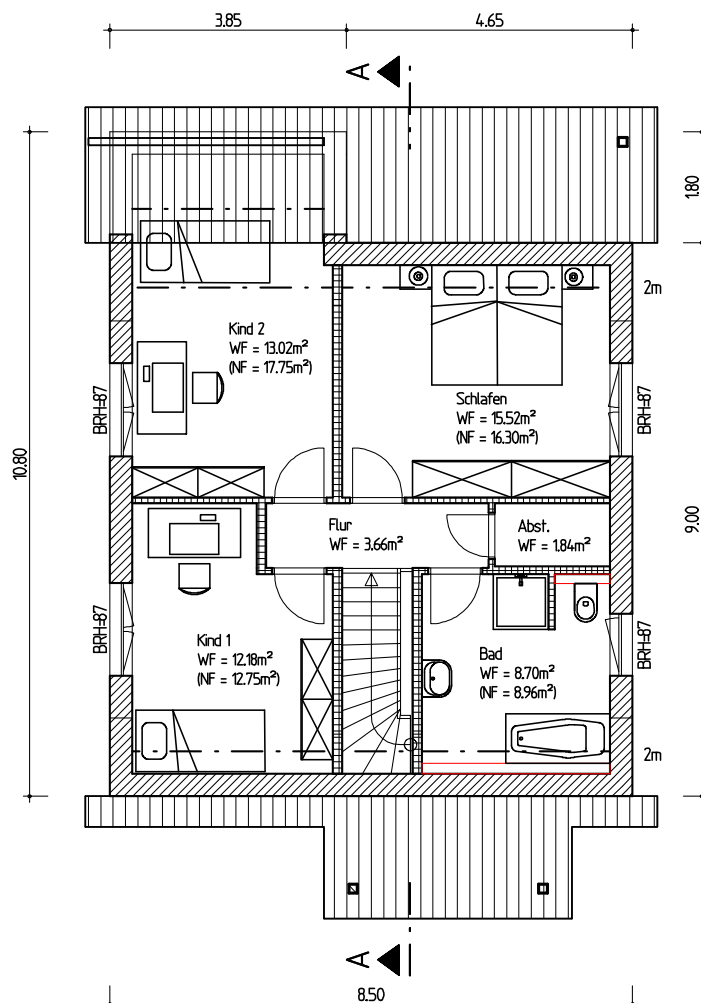 3.85
4.65
A
1.80
2m
Kind 2
WF = 13.02m²
(NF = 17.75m²)
Schlafen
WF = 15.52m²
(NF = 16.30m²)
BRH=87
BRH=87
10.80
9.00
Flur
WF = 3.66m²
Abst.
WF = 1.84m²
BRH=87
BRH=87
Kind 1
WF = 12.18m²
(NF = 12.75m²)
Bad
WF = 8.70m²
(NF = 8.96m²)
2m
A
8.50